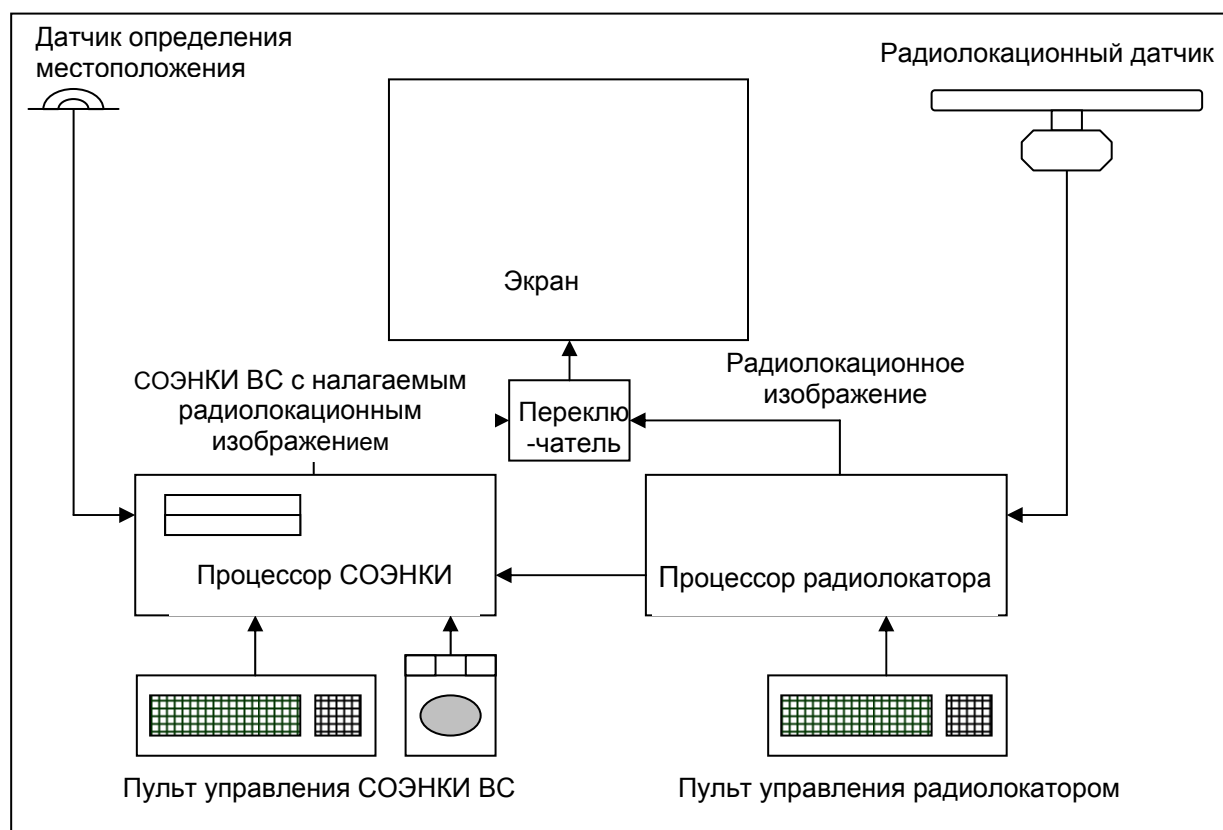 Датчик определения
местоположения
Радиолокационный датчик
Экран
СОЭНКИ ВС с налагаемым
радиолокационным
изображением
Переклю
-чатель
Радиолокационное
изображение
Процессор СОЭНКИ
Процессор радиолокатора
Пульт управления СОЭНКИ ВС
Пульт управления радиолокатором